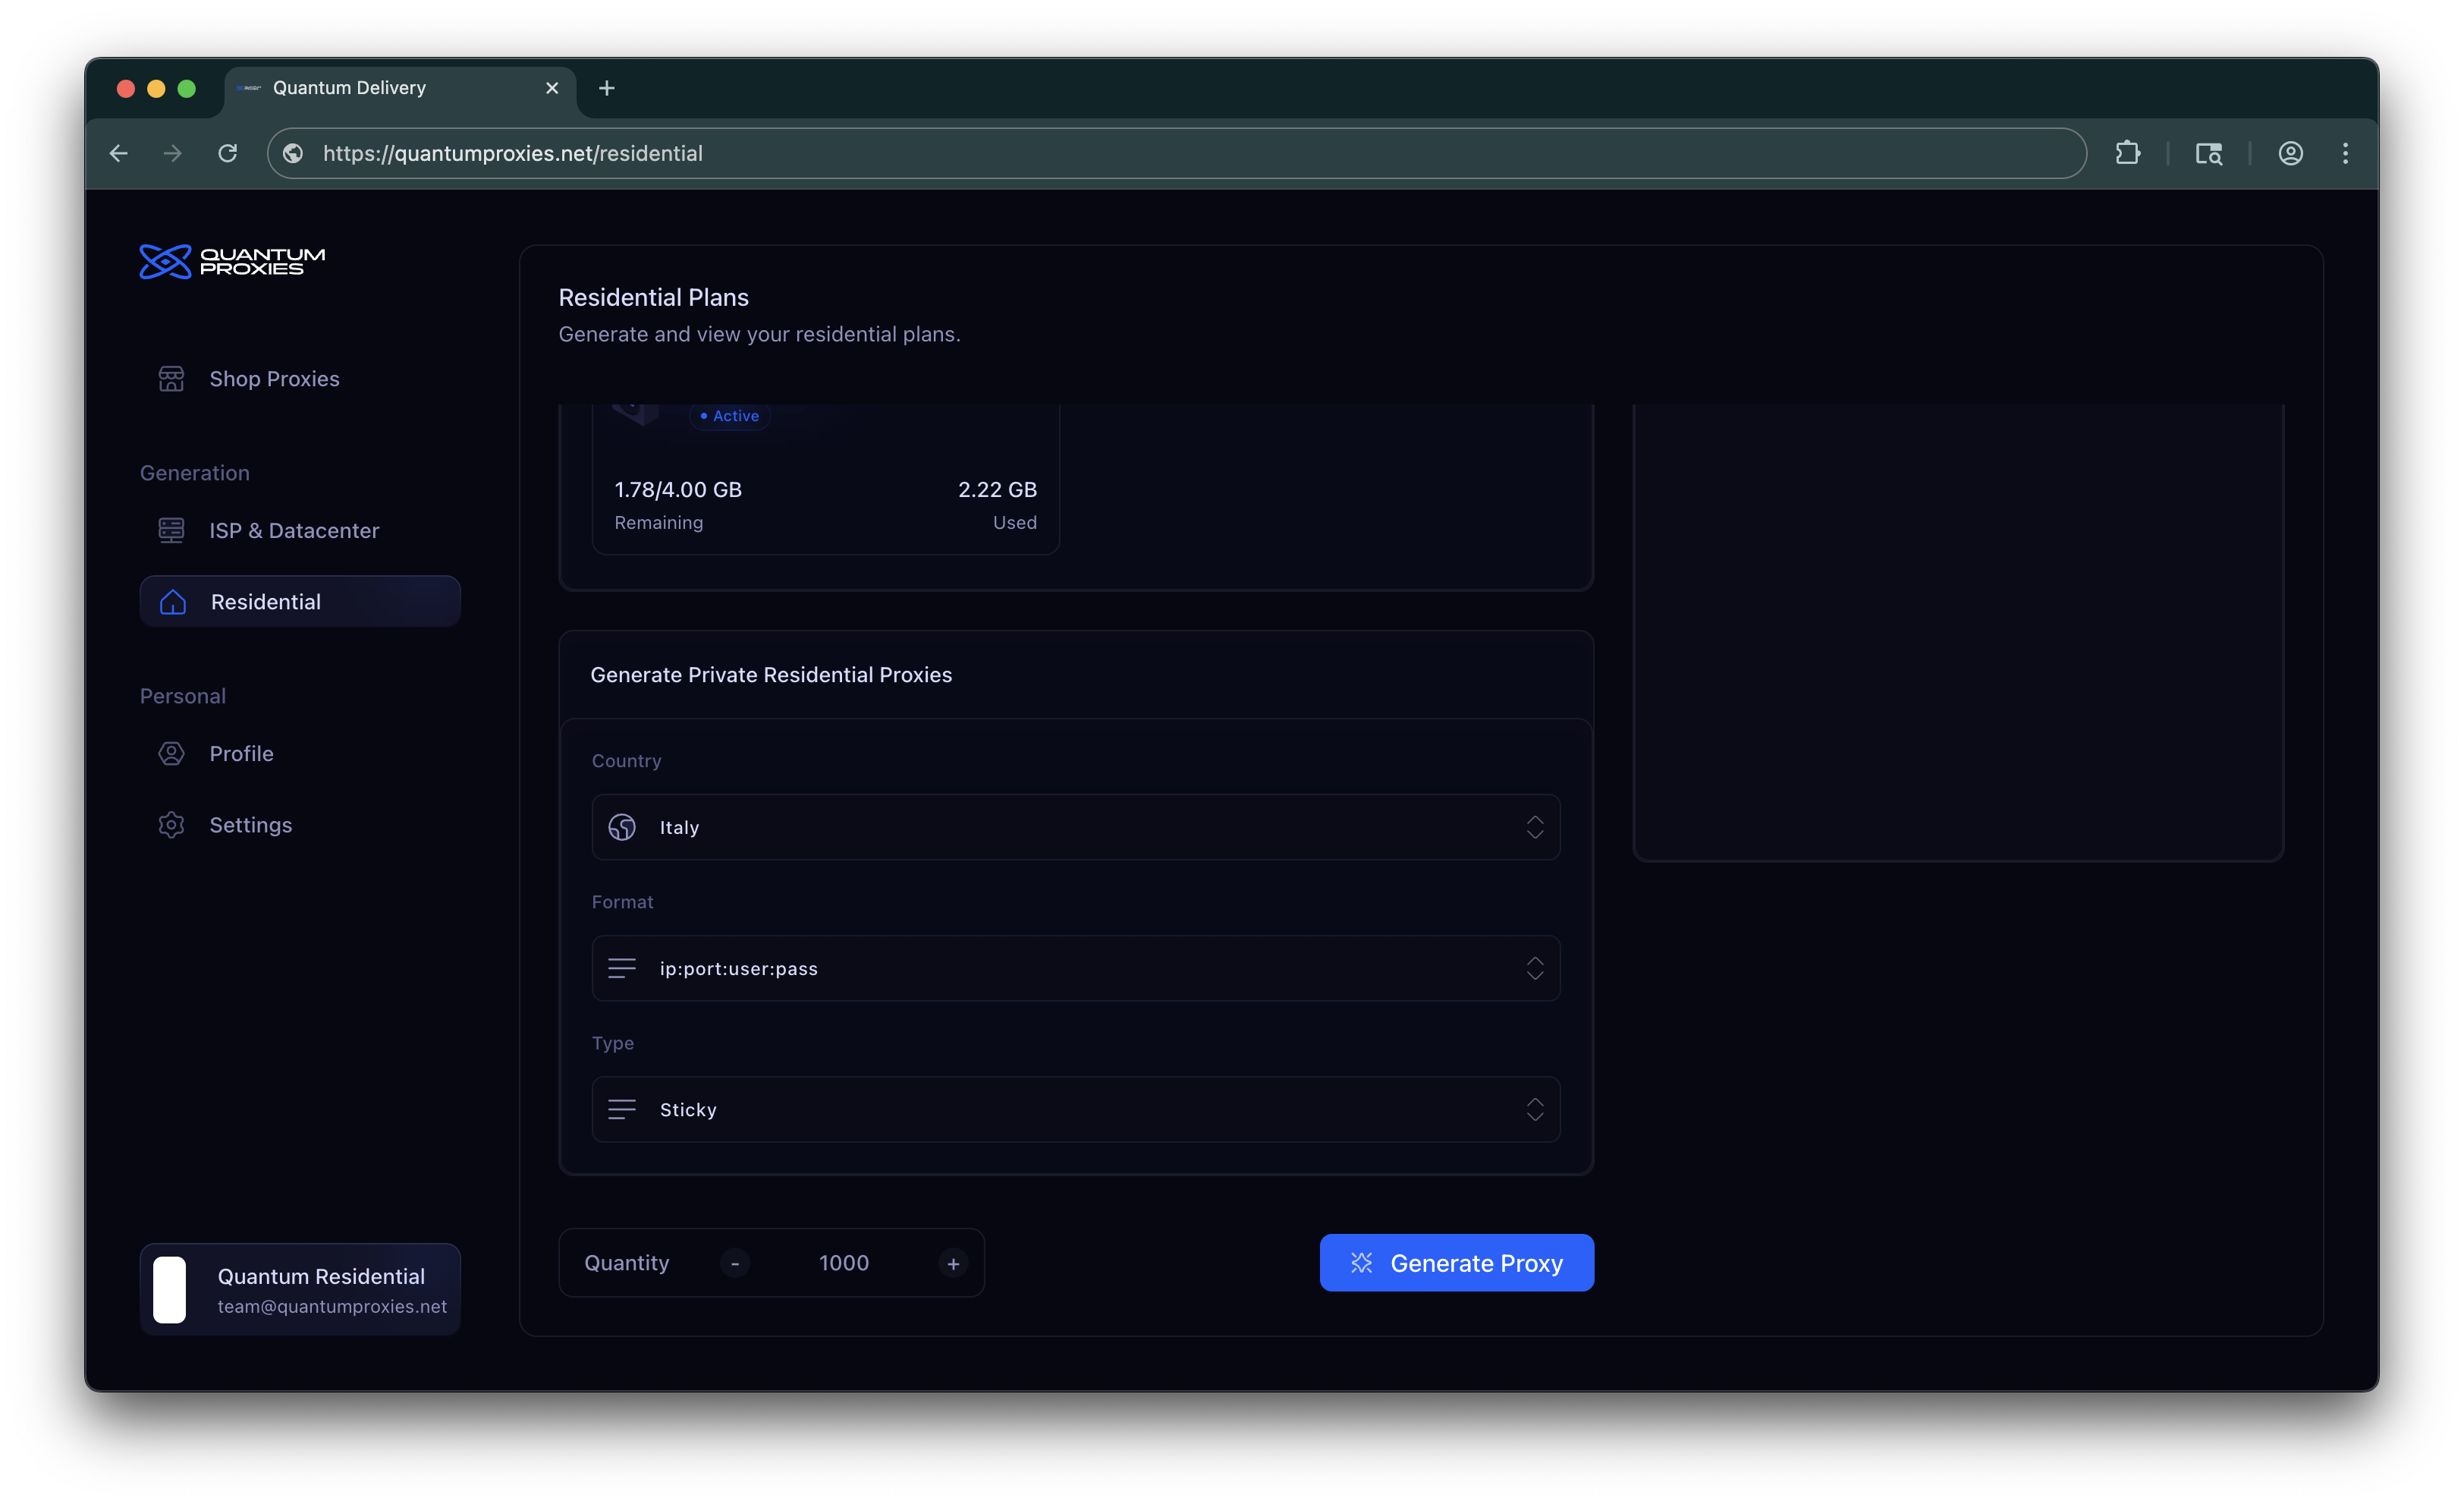 Quantum Delivery
https://quantumproxies.net/residential
QUANTUM
PROXIES
Shop Proxies
Generation
ISP & Datacenter
Residential
Personal
Profile
Settings
Quantum Residential
team@quantumproxies.net
Residential Plans
Generate and view your residential plans.
Active
1.78/4.00 GB
2.22 GB
Remaining
Used
Generate Private Residential Proxies
Country
Italy
Format
ip:port:user:pass
Type
Sticky
Quantity - 1000 +
Generate Proxy